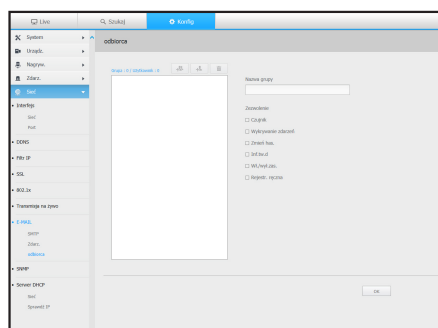 Live
Szukaj
Konfig
System
Urządz.
Nagryw.
Zdarz.
Sieć
Interfejs
Sieć
Port
DDNS
Filtr IP
SSL
802.1x
Transmisja na żywo
E-MAIL
SMTP
Zdarz.
odbiorca
SNMP
Serwer DHCP
Sieć
Sprawdź IP
odbiorca
Grupa : 0 / Użytkownik : 0
Nazwa grupy
Zezwolenie
Czujnik
Wykrywanie zdarzeń
Zmień has.
Wł./wył.zas.
Rejestr. ręczna
OK